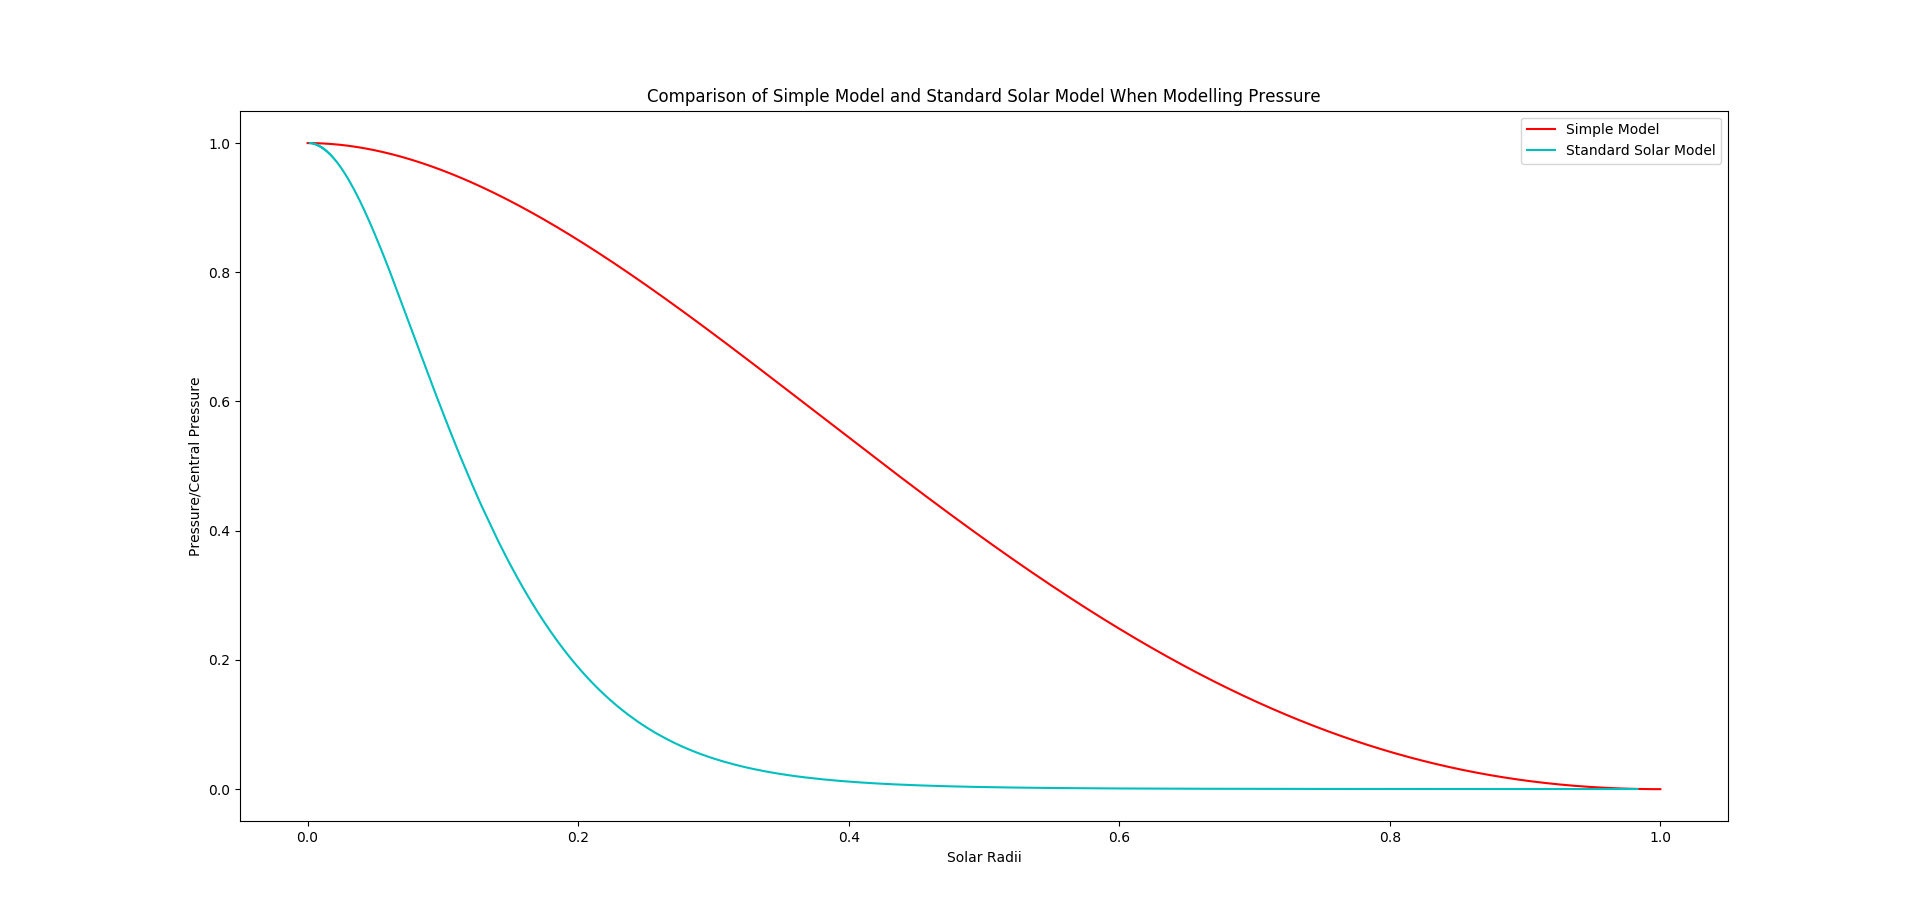 Comparison of Simple Model and Standard Solar Model When Modelling Pressure
Simple Model
Standard Solar Model
Pressure/Central Pressure
1.0
0.8
0.6
0.4
0.2
0.0
0.0 0.2 0.4 0.6 0.8 1.0
Solar Radii